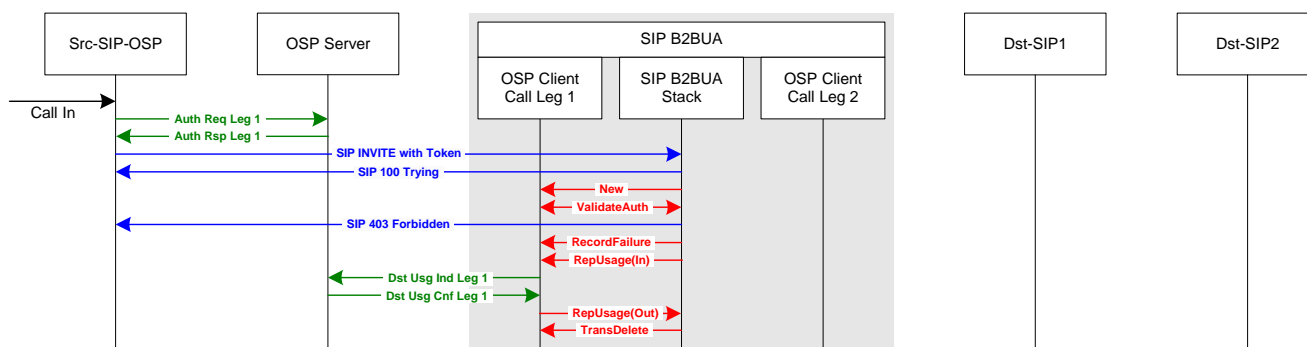 Src-SIP-OSP
OSP Server
SIP B2BUA
Dst-SIP1
Dst-SIP2
OSP Client
Call Leg 1
SIP B2BUA
Stack
OSP Client
Call Leg 2
Call In
Auth Req Leg 1
Auth Rsp Leg 1
SIP INVITE with Token
SIP 100 Trying
New
ValidateAuth
SIP 403 Forbidden
RecordFailure
RepUsage(In)
Dst Usg Ind Leg 1
Dst Usg Cnf Leg 1
RepUsage(Out)
TransDelete